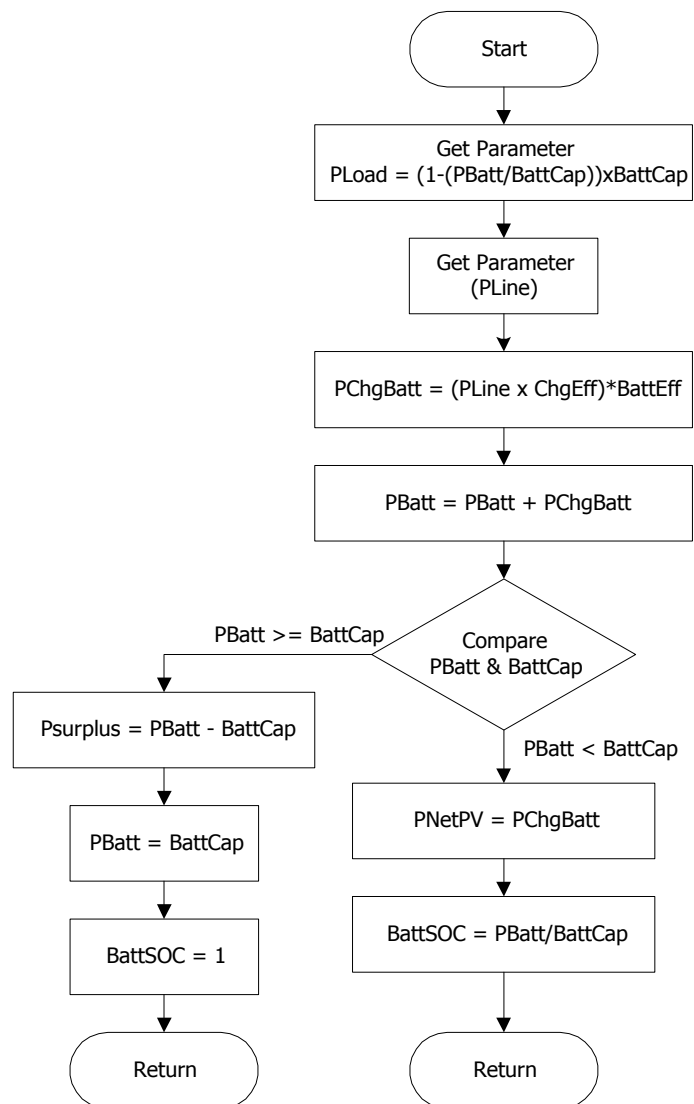 Start
Get Parameter
PLoad = (1-(PBatt/BattCap))xBattCap
Get Parameter
(PLine)
PChgBatt = (PLine x ChgEff)*BattEff
PBatt = PBatt + PChgBatt
Compare
PBatt & BattCap
PBatt >= BattCap
Psurplus = PBatt - BattCap
PBatt = BattCap
BattSOC = 1
Return
PBatt < BattCap
PNetPV = PChgBatt
BattSOC = PBatt/BattCap
Return